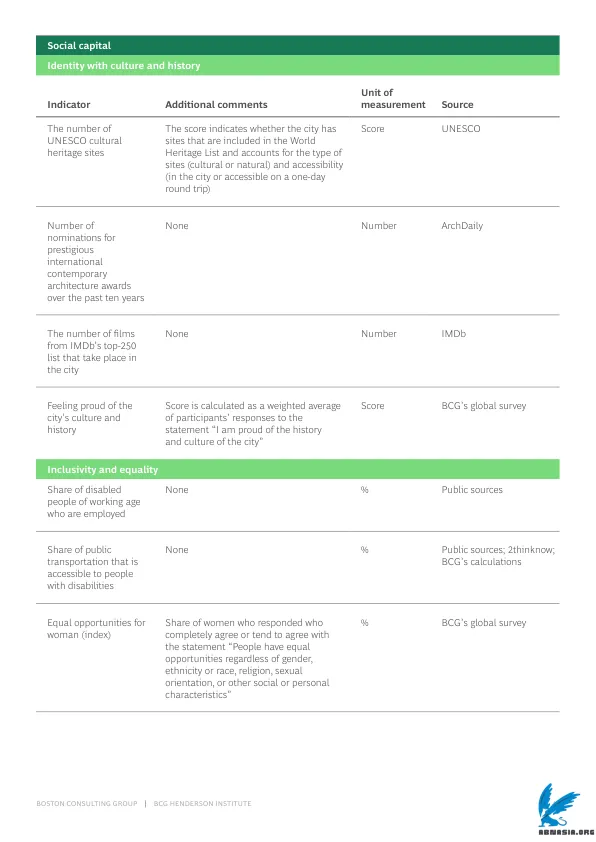 Social capital
Identity with culture and history
Indicator Additional comments Unit of measurement Source
The number of UNESCO cultural heritage sites
The score indicates whether the city has sites that are included in the World Heritage List and accounts for the type of sites (cultural or natural) and accessibility (in the city or accessible on a one-day round trip)
Score
UNESCO
Number of nominations for prestigious international contemporary architecture awards over the past ten years
None
Number
ArchDaily
The number of films from IMDb's top-250 list that take place in the city
None
Number
IMDb
Feeling proud of the city's culture and history
Score is calculated as a weighted average of participants' responses to the statement “I am proud of the history and culture of the city”
Score
BCG's global survey
Inclusivity and equality
Share of disabled people of working age who are employed
None
%
Public sources
Share of public transportation that is accessible to people with disabilities
None
%
Public sources; 2thinknow; BCG's calculations
Equal opportunities for woman (index)
Share of women who responded who completely agree or tend to agree with the statement “People have equal opportunities regardless of gender, ethnicity or race, religion, sexual orientation, or other social or personal characteristics”
%
BCG's global survey
BOSTON CONSULTING GROUP | BCG HENDERSON INSTITUTE
ABNASIA.ORG